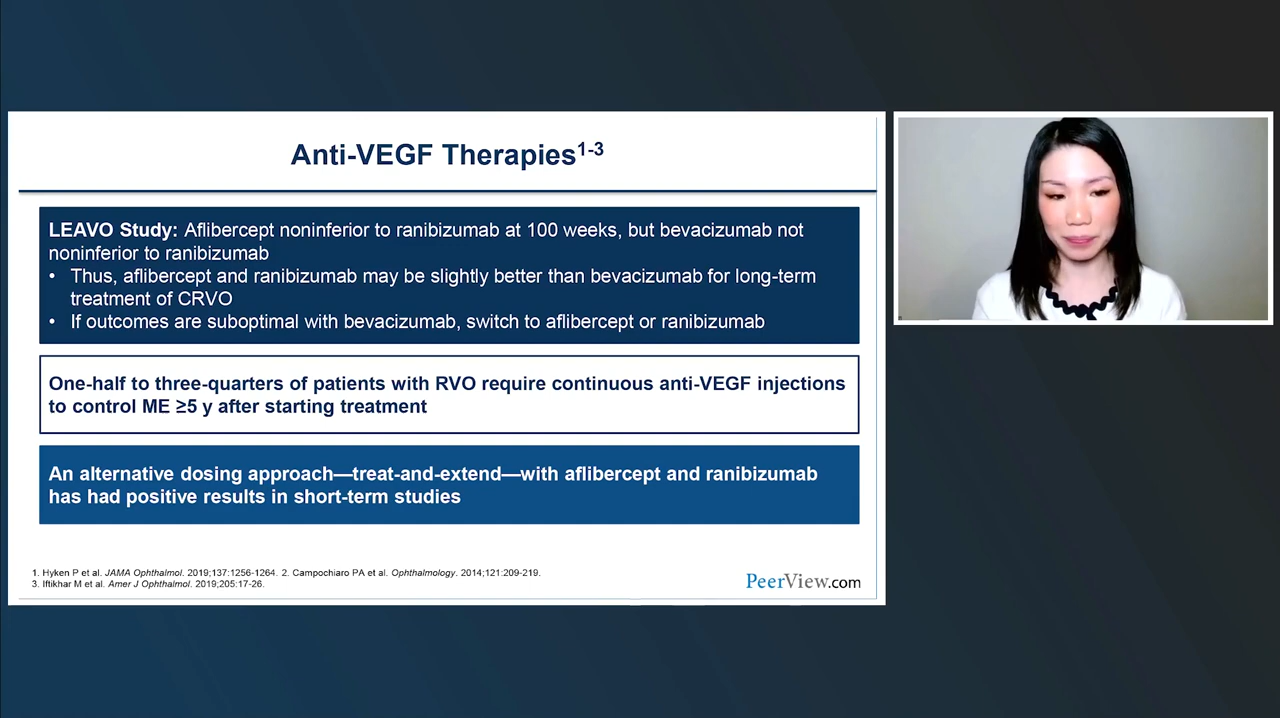 Anti-VEGF Therapies1-3
LEAVO Study: Aflibercept noninferior to ranibizumab at 100 weeks, but bevacizumab not
noninferior to ranibizumab
• Thus, aflibercept and ranibizumab may be slightly better than bevacizumab for long-term
treatment of CRVO
• If outcomes are suboptimal with bevacizumab, switch to aflibercept or ranibizumab
One-half to three-quarters of patients with RVO require continuous anti-VEGF injections
to control ME ≥5 y after starting treatment
An alternative dosing approach—treat-and-extend—with aflibercept and ranibizumab
has had positive results in short-term studies
1. Hyken P et al. JAMA Ophthalmol. 2019;137:1256-1264. 2. Campochiaro PA et al. Ophthalmology. 2014;121:209-219.
3. Iftikhar M et al. Amer J Ophthalmol. 2019;205:17-26.
PeerView.com